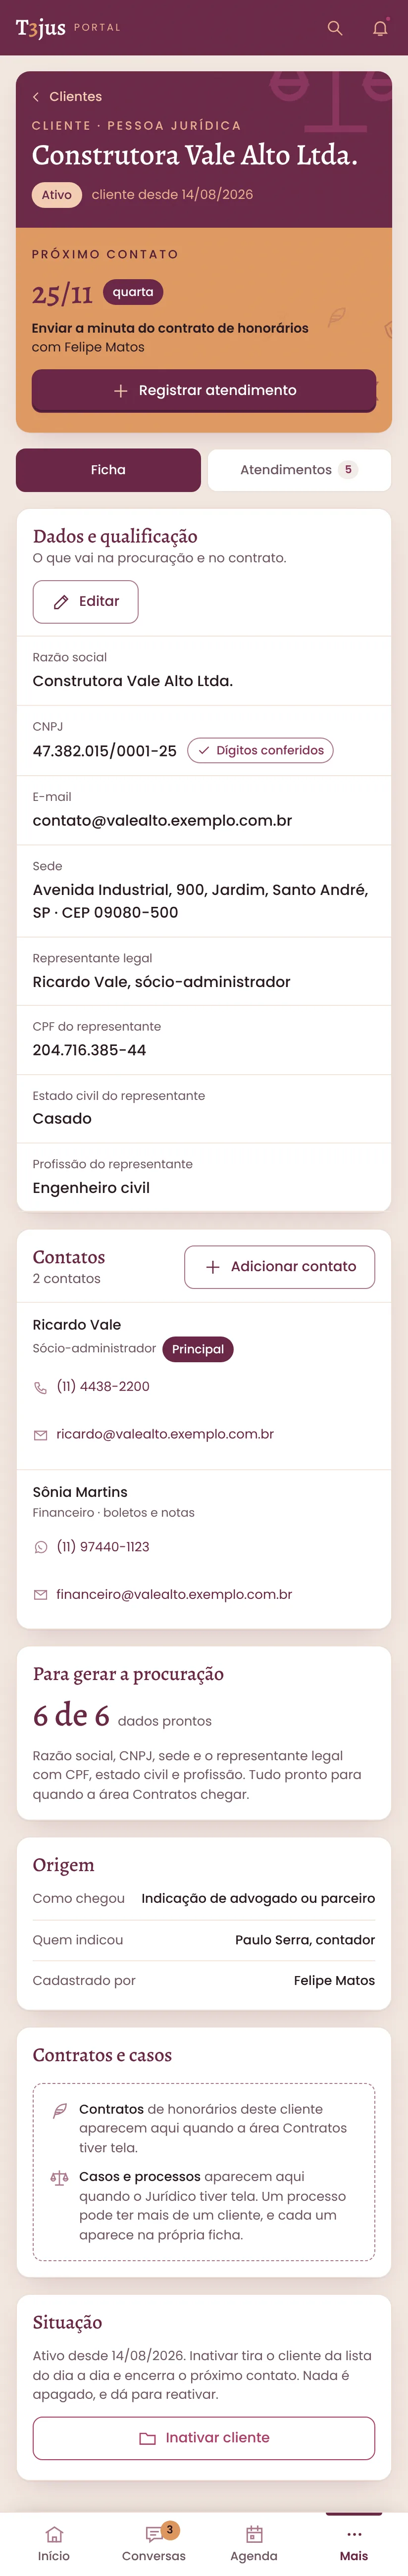 T3jus PORTAL
Clientes
CLIENTE · PESSOA JURÍDICA
Construtora Vale Alto Ltda.
Ativo cliente desde 14/08/2026
PRÓXIMO CONTATO
25/11 quarta
Enviar a minuta do contrato de honorários
com Felipe Matos
Registrar atendimento
Ficha Atendimentos 5
Dados e qualificação
O que vai na procuração e no contrato.
Editar
Razão social
Construtora Vale Alto Ltda.
CNPJ
47.382.015/0001-25 Dígitos conferidos
E-mail
contato@valealto.exemplo.com.br
Sede
Avenida Industrial, 900, Jardim, Santo André,
SP · CEP 09080-500
Representante legal
Ricardo Vale, sócio-administrador
CPF do representante
204.716.385-44
Estado civil do representante
Casado
Profissão do representante
Engenheiro civil
Contatos
2 contatos
Adicionar contato
Ricardo Vale
Sócio-administrador Principal
(11) 4438-2200
ricardo@valealto.exemplo.com.br
Sônia Martins
Financeiro · boletos e notas
(11) 97440-1123
financeiro@valealto.exemplo.com.br
Para gerar a procuração
6 de 6 dados prontos
Razão social, CNPJ, sede e o representante legal
com CPF, estado civil e profissão. Tudo pronto para
quando a área Contratos chegar.
Origem
Como chegou Indicação de advogado ou parceiro
Quem indicou Paulo Serra, contador
Cadastrado por Felipe Matos
Contratos e casos
Contratos de honorários deste cliente
aparecem aqui quando a área Contratos
tiver tela.
Casos e processos aparecem aqui
quando o Jurídico tiver tela. Um processo
pode ter mais de um cliente, e cada um
aparece na própria ficha.
Situação
Ativo desde 14/08/2026. Inativar tira o cliente da lista
do dia a dia e encerra o próximo contato. Nada é
apagado, e dá para reativar.
Inativar cliente
3
Início Conversas Agenda Mais